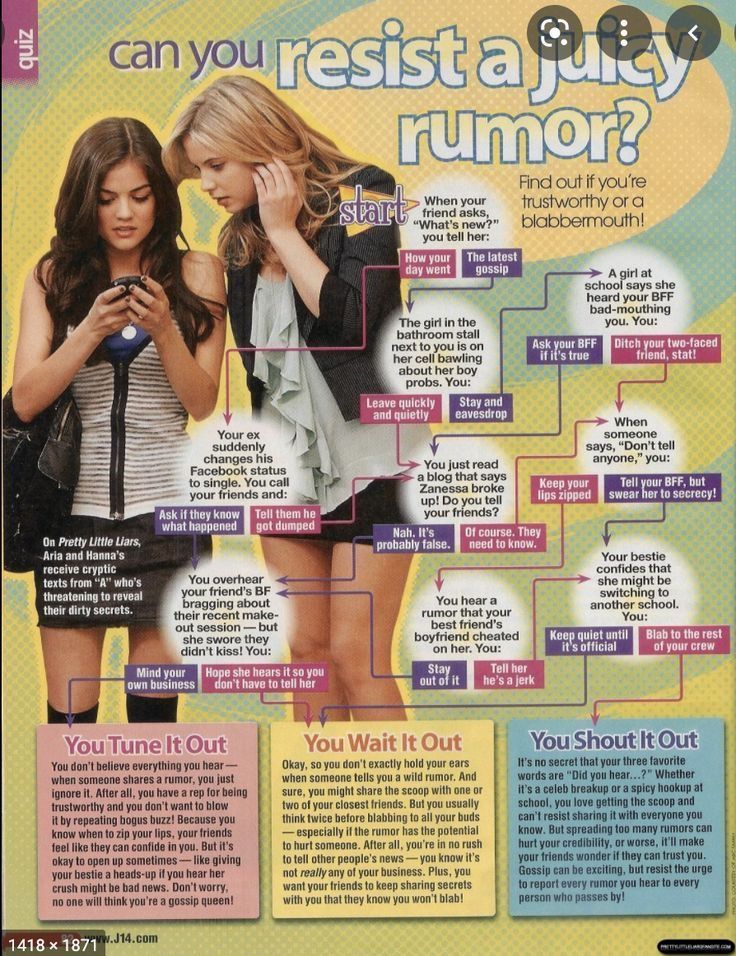 quiz
can you resist a juicy
rumor?
Find out if you're
trustworthy or a
blabbermouth!
start
When your
friend asks,
"What's new?"
you tell her:
How your
day went
The latest
gossip
A girl at
school says she
heard your BFF
bad-mouthing
you. You:
Ask your BFF
if it's true
Ditch your two-faced
friend, stat!
The girl in the
bathroom stall
next to you is on
her cell bawling
about her boy
probs. You:
Leave quickly
and quietly
Stay and
eavesdrop
When
someone
says, "Don't tell
anyone," you:
Keep your
lips zipped
Tell your BFF, but
swear her to secrecy!
Your ex
suddenly
changes his
Facebook status
to single. You call
your friends and:
Ask if they know
what happened
Tell them he
got dumped
You just read
a blog that says
Zanessa broke
up! Do you tell
your friends?
Nah. It's
probably false.
Of course. They
need to know.
On Pretty Little Liars,
Aria and Hanna's
receive cryptic
texts from "A" who's
threatening to reveal
their dirty secrets.
You overhear
your friend's BF
bragging about
their recent make-
out session — but
she swore they
didn't kiss! You:
Mind your
own business
Hope she hears it so you
don't have to tell her
You hear a
rumor that your
best friend's
boyfriend cheated
on her. You:
Stay
out of it
Tell her
he's a jerk
Your bestie
confides that
she might be
switching to
another school.
You:
Keep quiet until
it's official
Blab to the rest
of your crew
You Tune It Out
You don't believe everything you hear —
when someone shares a rumor, you just
ignore it. After all, you have a rep for being
trustworthy and you don't want to blow
it by repeating bogus buzz! Because you
know when to zip your lips, your friends
feel like they can confide in you. But it's
okay to open up sometimes — like giving
your bestie a heads-up if you hear her
crush might be bad news. Don't worry,
no one will think you're a gossip queen!
You Wait It Out
Okay, so you don't exactly hold your ears
when someone tells you a wild rumor. And
sure, you might share the scoop with one or
two of your closest friends. But you usually
think twice before blabbing to all your buds
— especially if the rumor has the potential
to hurt someone. After all, you're in no rush
to tell other people's news — you know it's
not really any of your business. Plus, you
want your friends to keep sharing secrets
with you that they know you won't blab!
You Shout It Out
It's no secret that your three favorite
words are "Did you hear...?" Whether
it's a celeb breakup or a spicy hookup at
school, you love getting the scoop and
can't resist sharing it with everyone you
know. But spreading too many rumors can
hurt your credibility, or worse, it'll make
your friends wonder if they can trust you.
Gossip can be exciting, but resist the urge
to report every rumor you hear to every
person who passes by!
www.J14.com
1418 × 1871